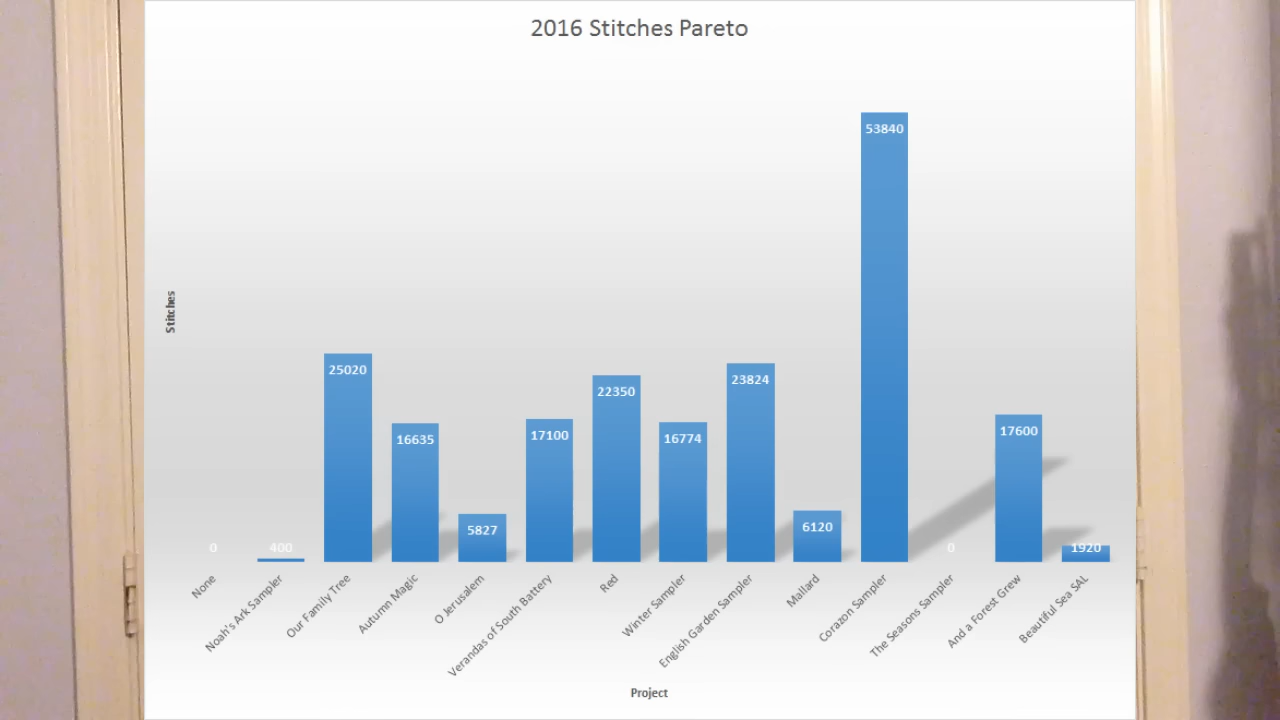 2016 Stitches Pareto
Stitches
53840
25020
23824
22350
17600
17100
16774
16635
6120
5827
1920
400
0
0
None
Noah's Ark Sampler
Our Family Tree
Autumn Magic
O Jerusalem
Verandas of South Battery
Red
Winter Sampler
English Garden Sampler
Mallard
Corazon Sampler
The Seasons Sampler
And a Forest Grew
Beautiful Sea SAL
Project